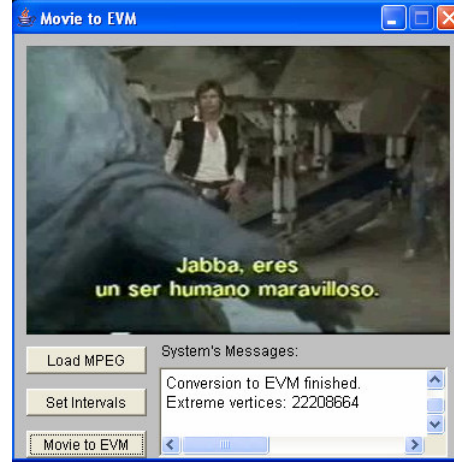 Movie to EVM
Jabba, eres
un ser humano maravilloso.
Load MPEG
System's Messages:
Set Intervals
Conversion to EVM finished.
Extreme vertices: 22208664
Movie to EVM